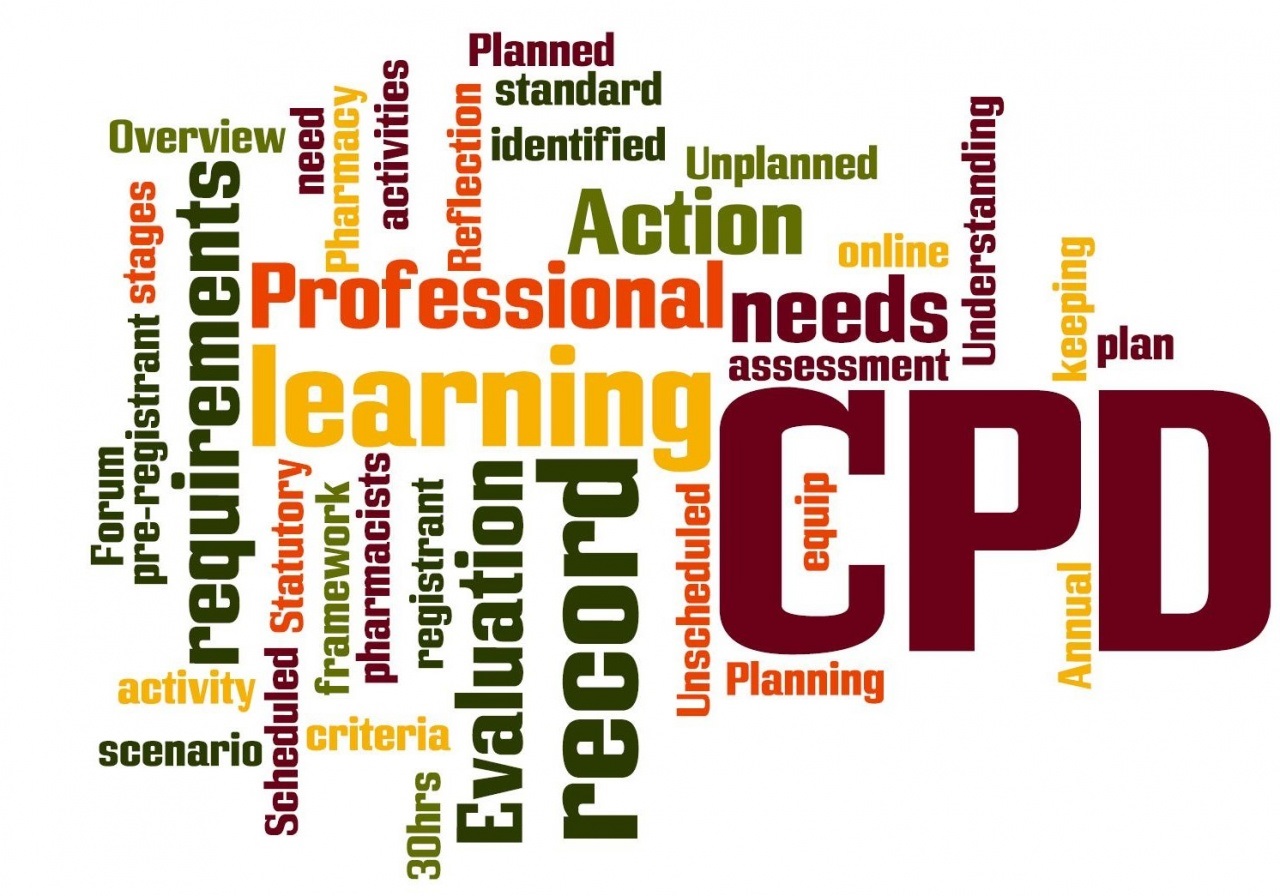 Planned
standard
identified
Overview
need
Pharmacy
activities
Reflection
Unplanned
Action
online
Understanding
keeping
plan
stages
requirements
Professional
needs
assessment
learning
CPD
pre-registrant
Forum
Statutory
framework
pharmacists
registrant
Evaluation
record
Unscheduled
equip
Annual
Planning
activity
Scheduled
scenario
criteria
30hrs